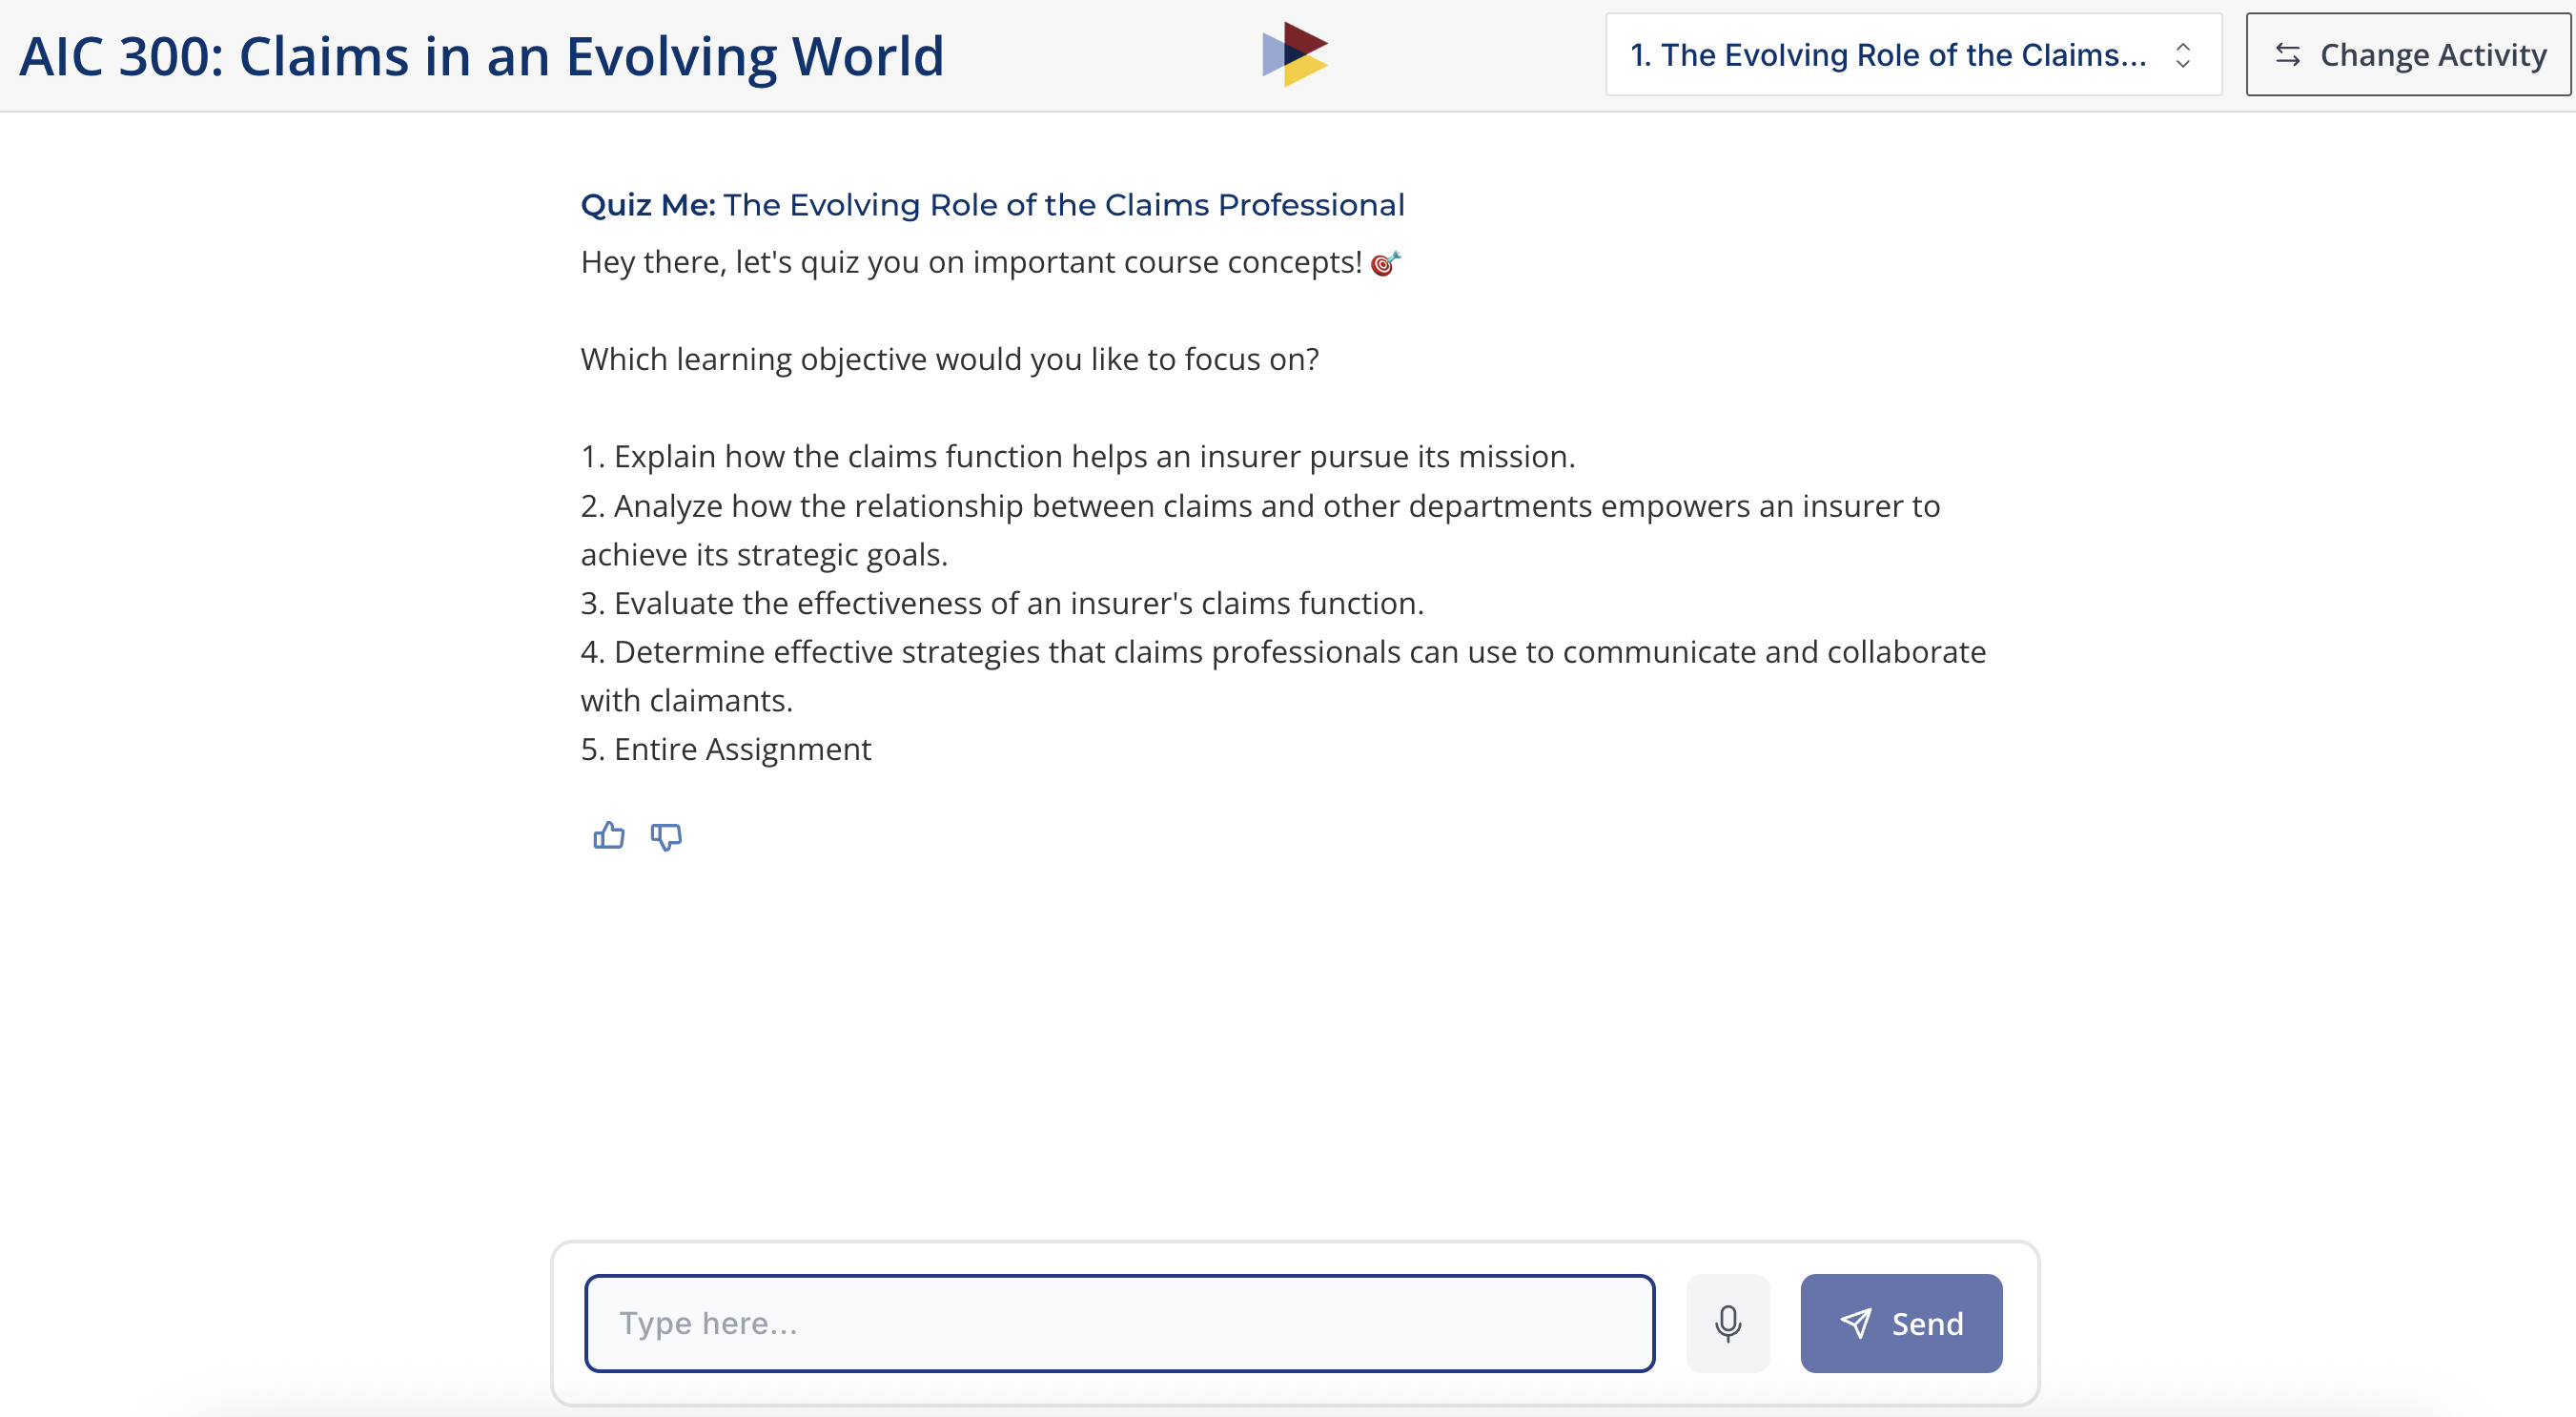 AIC 300: Claims in an Evolving World
1. The Evolving Role of the Claims...
Change Activity
Quiz Me: The Evolving Role of the Claims Professional
Hey there, let's quiz you on important course concepts! 🎯
Which learning objective would you like to focus on?
1. Explain how the claims function helps an insurer pursue its mission.
2. Analyze how the relationship between claims and other departments empowers an insurer to
achieve its strategic goals.
3. Evaluate the effectiveness of an insurer's claims function.
4. Determine effective strategies that claims professionals can use to communicate and collaborate
with claimants.
5. Entire Assignment
Type here...
Send